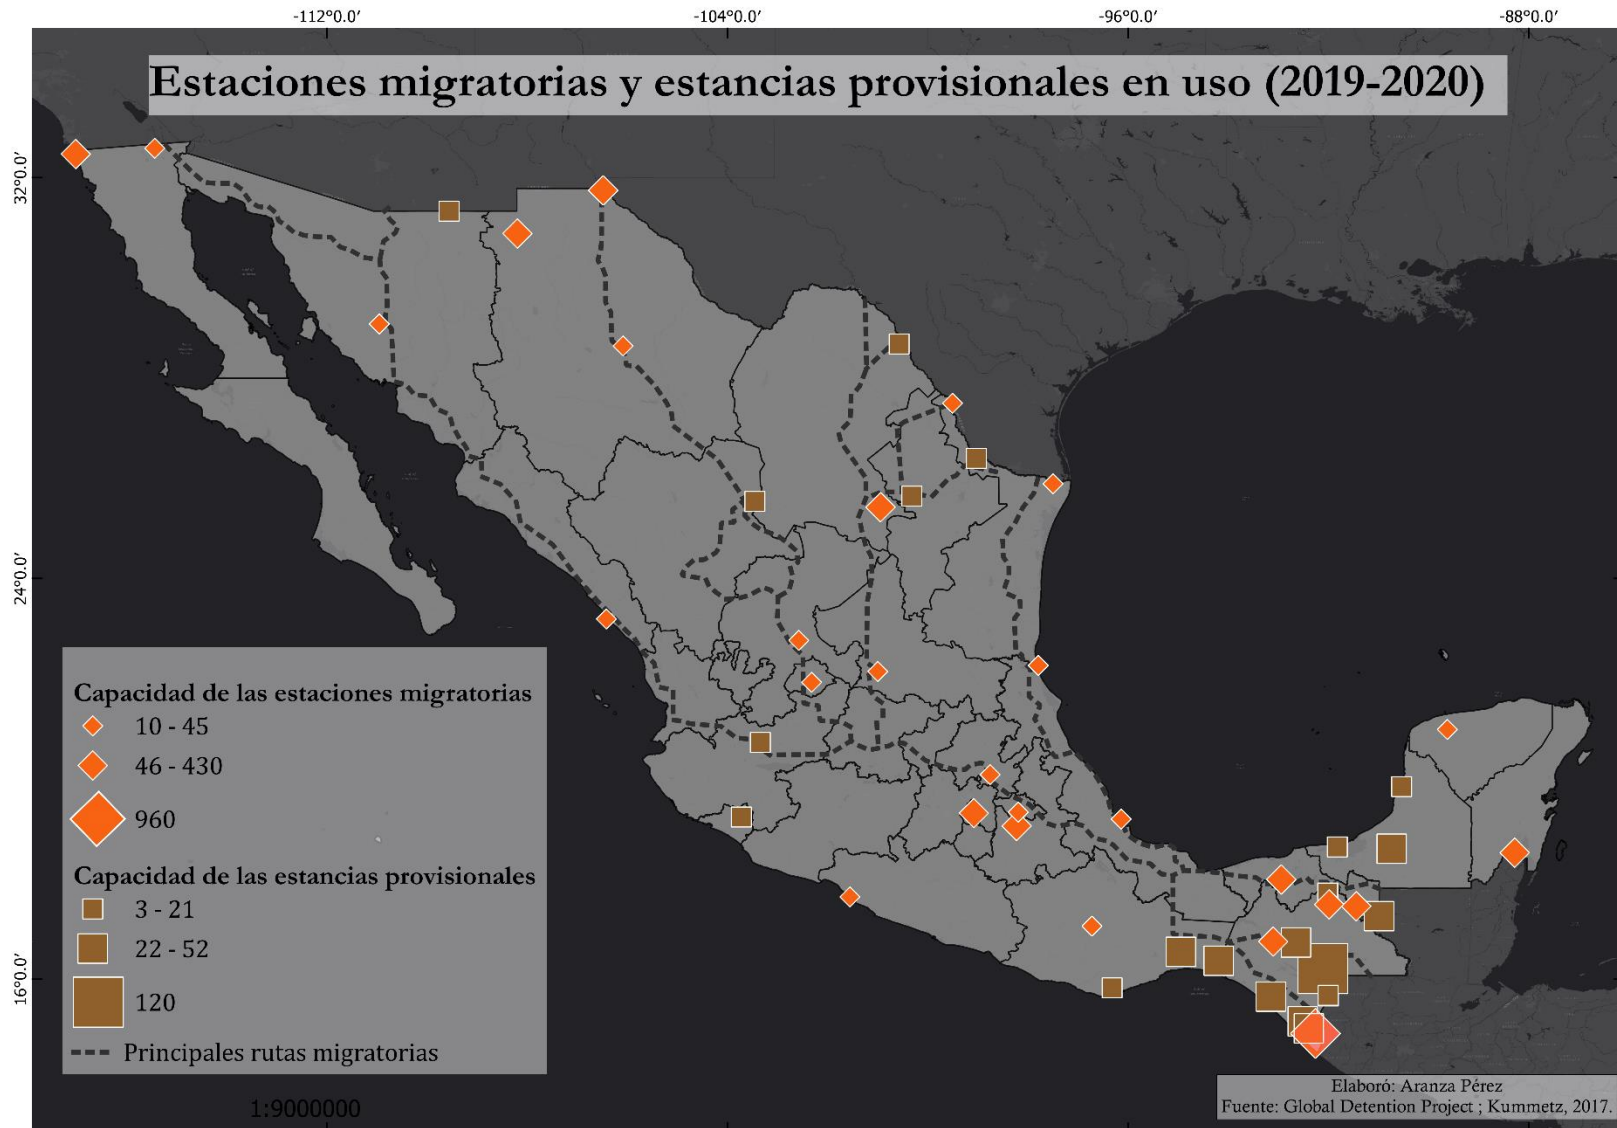 -112°0.0′
-104°0.0′
-96°0.0′
-88°0.0′
Estaciones migratorias y estancias provisionales en uso (2019-2020)
32°0.0′
24°0.0′
16°0.0′
Capacidad de las estaciones migratorias
10 - 45
46 - 430
960
Capacidad de las estancias provisionales
3 - 21
22 - 52
120
Principales rutas migratorias
1:9000000
Elaboró: Aranza Pérez
Fuente: Global Detention Project ; Kummetz, 2017.